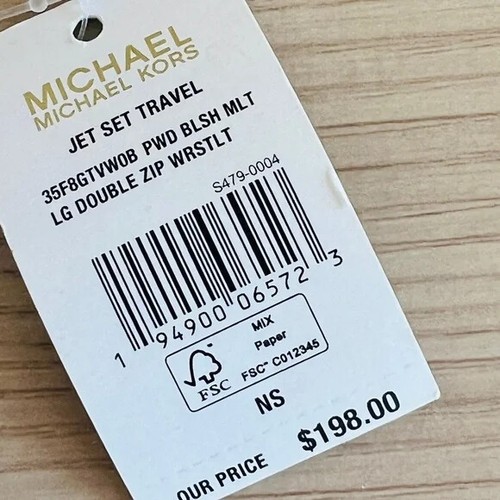 MICHAEL
MICHAEL KORS
JET SET TRAVEL
35F8GTVW0B PWD BLSH MLT
LG DOUBLE ZIP WRSTLT
S479-0004
1 94900 06572 3
FSC
MIX
Paper
FSC™ C012345
NS
OUR PRICE $198.00